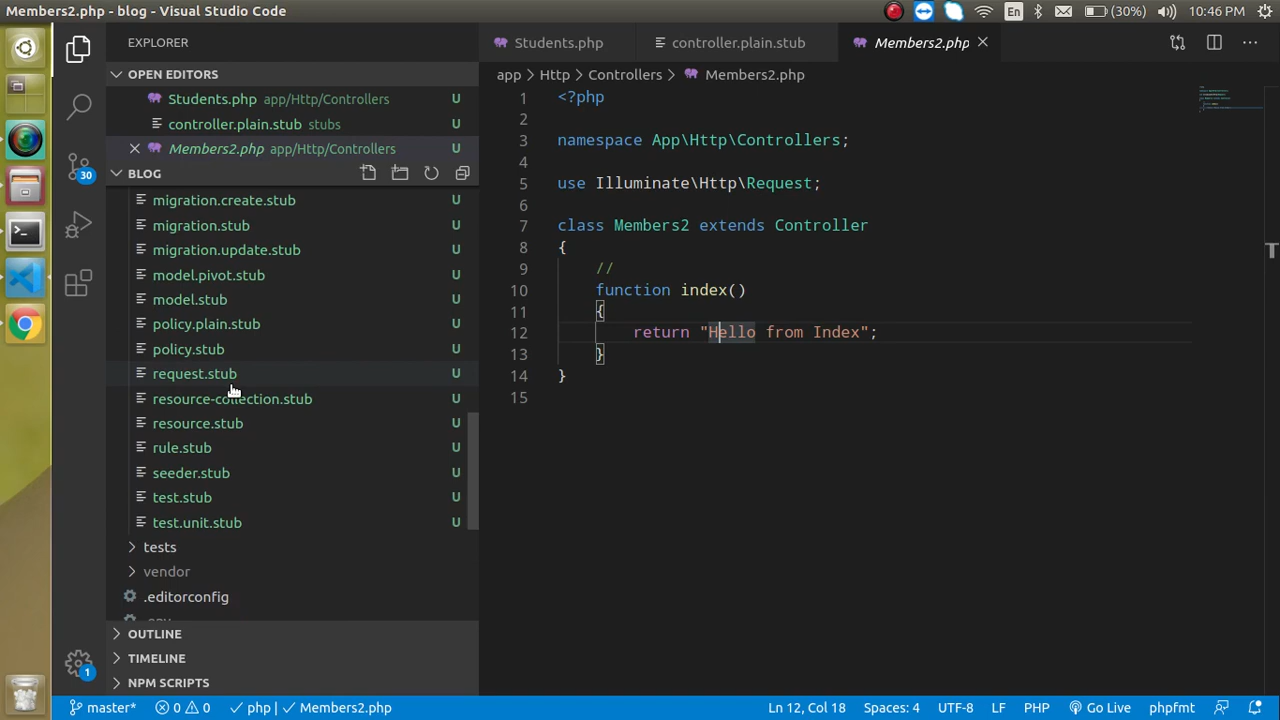 Members2.php - blog - Visual Studio Code
En
(30%)
10:46 PM
EXPLORER
OPEN EDITORS
Students.php app/Http/Controllers U
controller.plain.stub stubs U
Members2.php app/Http/Controllers U
BLOG
migration.create.stub U
migration.stub U
migration.update.stub U
model.pivot.stub U
model.stub U
policy.plain.stub U
policy.stub U
request.stub U
resource-collection.stub U
resource.stub U
rule.stub U
seeder.stub U
test.stub U
test.unit.stub U
tests
vendor
.editorconfig
OUTLINE
TIMELINE
NPM SCRIPTS
30
1
Students.php
controller.plain.stub
Members2.php
app > Http > Controllers > Members2.php
1 <?php
2
3 namespace App\Http\Controllers;
4
5 use Illuminate\Http\Request;
6
7 class Members2 extends Controller
8 {
9 //
10 function index()
11 {
12 return "Hello from Index";
13 }
14 }
15
T
master*
0
0
php
Members2.php
Ln 12, Col 18
Spaces: 4
UTF-8
LF
PHP
Go Live
phpfmt